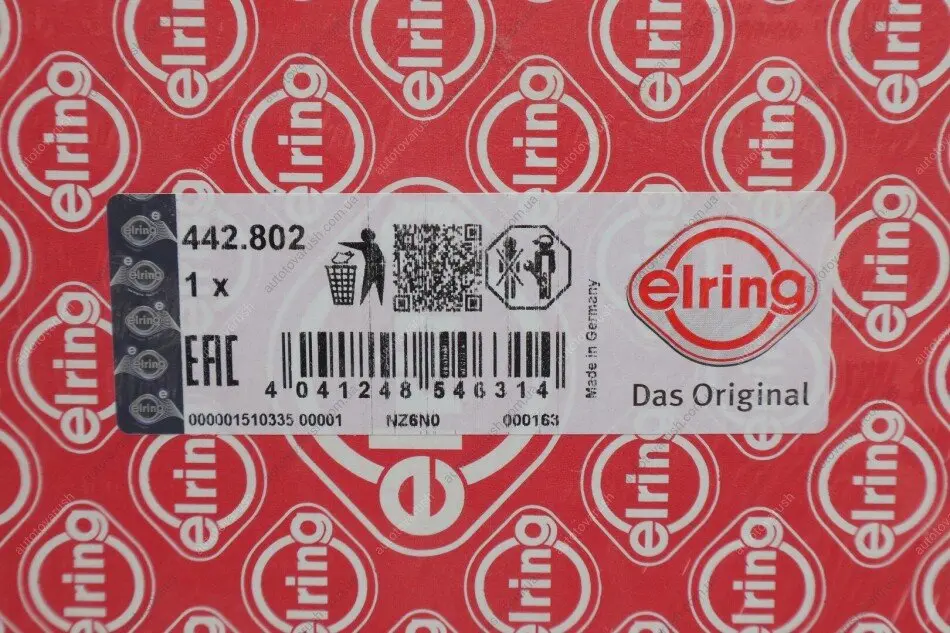 442.802
1 x
EAC
4 041248 546314
000001510335 00001 NZ6N0 000163
Made in Germany
elring
Das Original